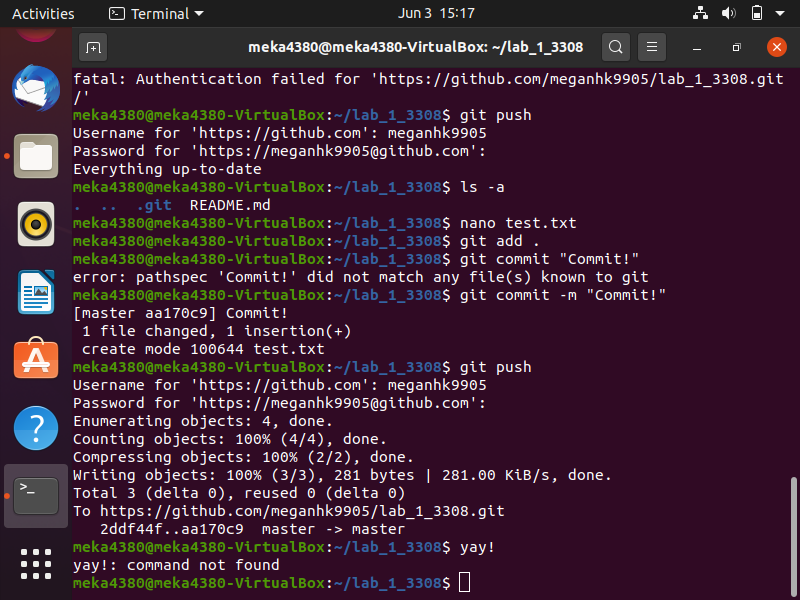 Activities Terminal Jun 3 15:17
meka4380@meka4380-VirtualBox: ~/lab_1_3308
fatal: Authentication failed for 'https://github.com/meganhk9905/lab_1_3308.git
/'
meka4380@meka4380-VirtualBox:~/lab_1_3308$ git push
Username for 'https://github.com': meganhk9905
Password for 'https://meganhk9905@github.com':
Everything up-to-date
meka4380@meka4380-VirtualBox:~/lab_1_3308$ ls -a
. .. .git README.md
meka4380@meka4380-VirtualBox:~/lab_1_3308$ nano test.txt
meka4380@meka4380-VirtualBox:~/lab_1_3308$ git add .
meka4380@meka4380-VirtualBox:~/lab_1_3308$ git commit "Commit!"
error: pathspec 'Commit!' did not match any file(s) known to git
meka4380@meka4380-VirtualBox:~/lab_1_3308$ git commit -m "Commit!"
[master aa170c9] Commit!
 1 file changed, 1 insertion(+)
 create mode 100644 test.txt
meka4380@meka4380-VirtualBox:~/lab_1_3308$ git push
Username for 'https://github.com': meganhk9905
Password for 'https://meganhk9905@github.com':
Enumerating objects: 4, done.
Counting objects: 100% (4/4), done.
Compressing objects: 100% (2/2), done.
Writing objects: 100% (3/3), 281 bytes | 281.00 KiB/s, done.
Total 3 (delta 0), reused 0 (delta 0)
To https://github.com/meganhk9905/lab_1_3308.git
   2ddf44f..aa170c9  master -> master
meka4380@meka4380-VirtualBox:~/lab_1_3308$ yay!
yay!: command not found
meka4380@meka4380-VirtualBox:~/lab_1_3308$